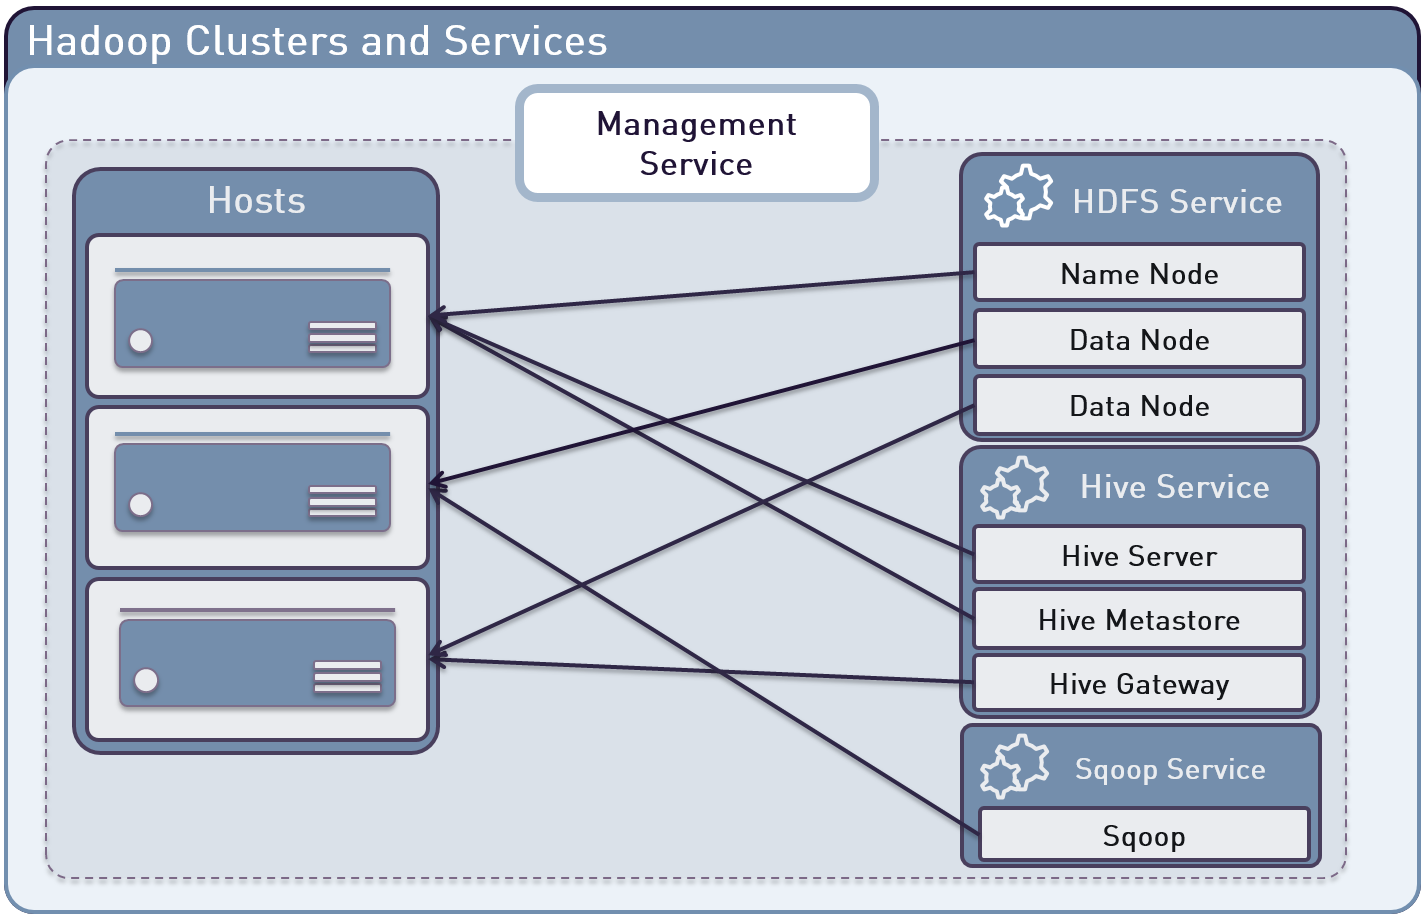 Hadoop Clusters and Services
Management
Service
Hosts
HDFS Service
Name Node
Data Node
Data Node
Hive Service
Hive Server
Hive Metastore
Hive Gateway
Sqoop Service
Sqoop